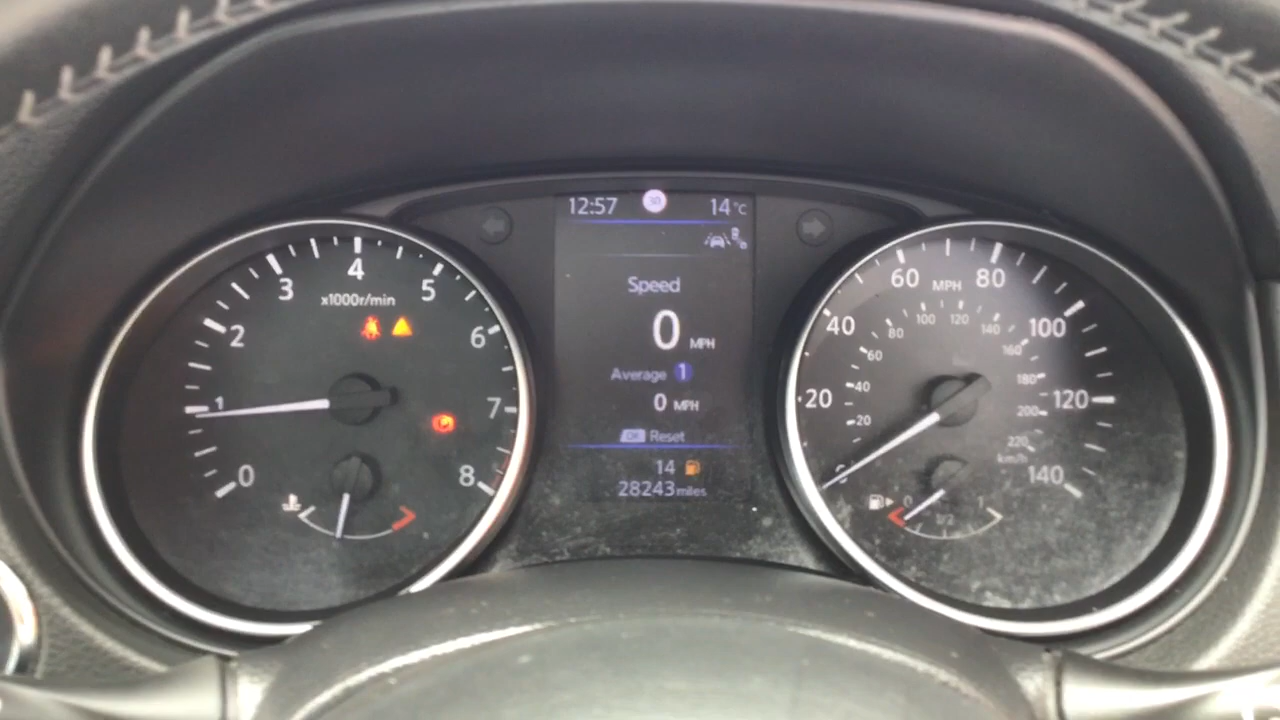 12:57 30 14°C
Speed
0 MPH
Average 1
0 MPH
OK Reset
14
28243 miles
0 1 2 3 4 5 6 7 8
x1000r/min
P
0 20 40 60 80 100 120 140
MPH
20 40 60 80 100 120 140 160 180 200 220
km/h
0 1/2 1